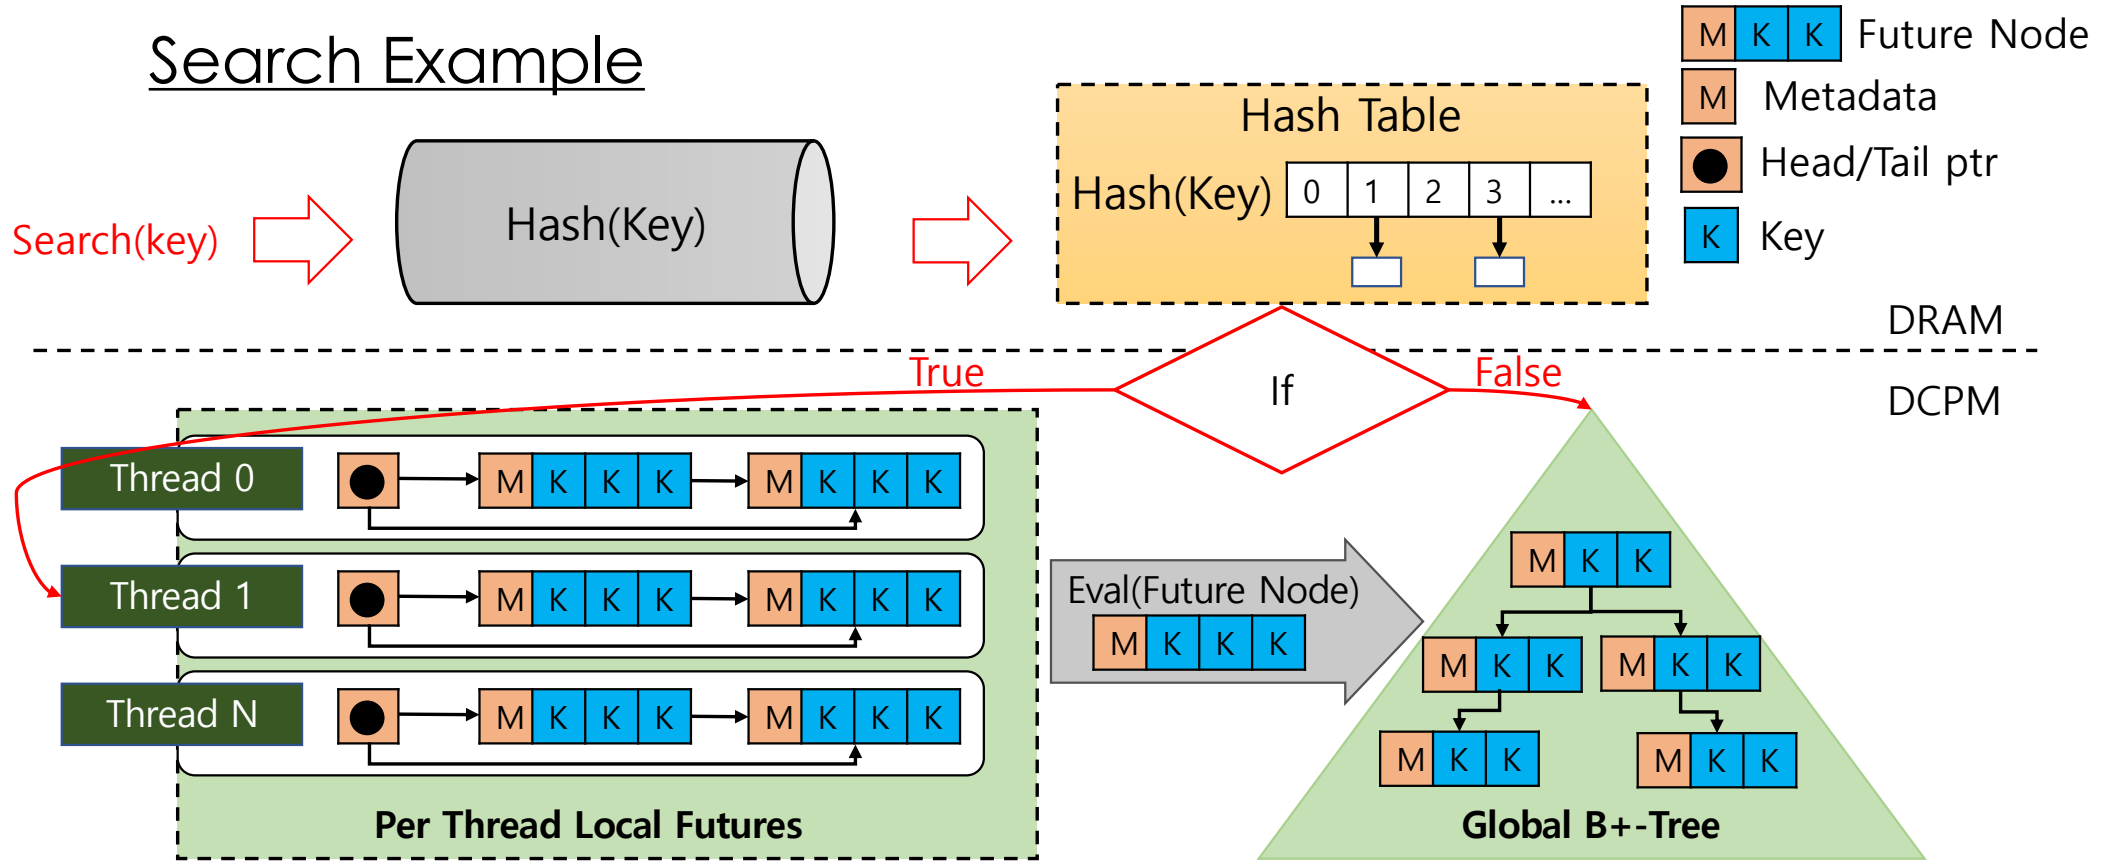 Search Example
M K K Future Node
M Metadata
Head/Tail ptr
K Key
Hash Table
Hash(Key) 0 1 2 3 ...
Search(key)
Hash(Key)
DRAM
DCPM
True
If
False
Thread 0
M K K K
M K K K
Thread 1
M K K K
M K K K
Thread N
M K K K
M K K K
Per Thread Local Futures
Eval(Future Node)
M K K K
M K K
M K K
M K K
M K K
M K K
Global B+-Tree